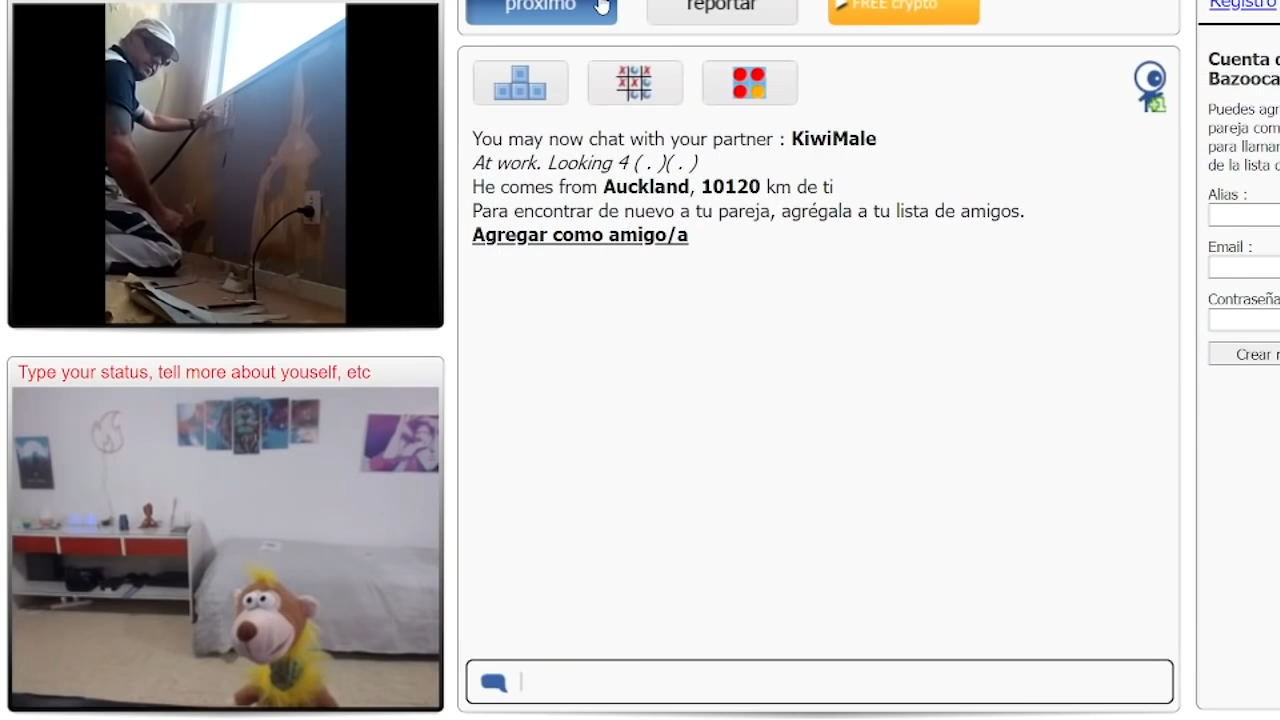 próximo
reportar
FREE crypto
Registro
You may now chat with your partner : KiwiMale
At work. Looking 4 ( . )( . )
He comes from Auckland, 10120 km de ti
Para encontrar de nuevo a tu pareja, agrégala a tu lista de amigos.
Agregar como amigo/a
Type your status, tell more about youself, etc
Cuenta d
Bazooca
Puedes agr
pareja com
para llamar
de la lista d
Alias :
Email :
Contraseña
Crear